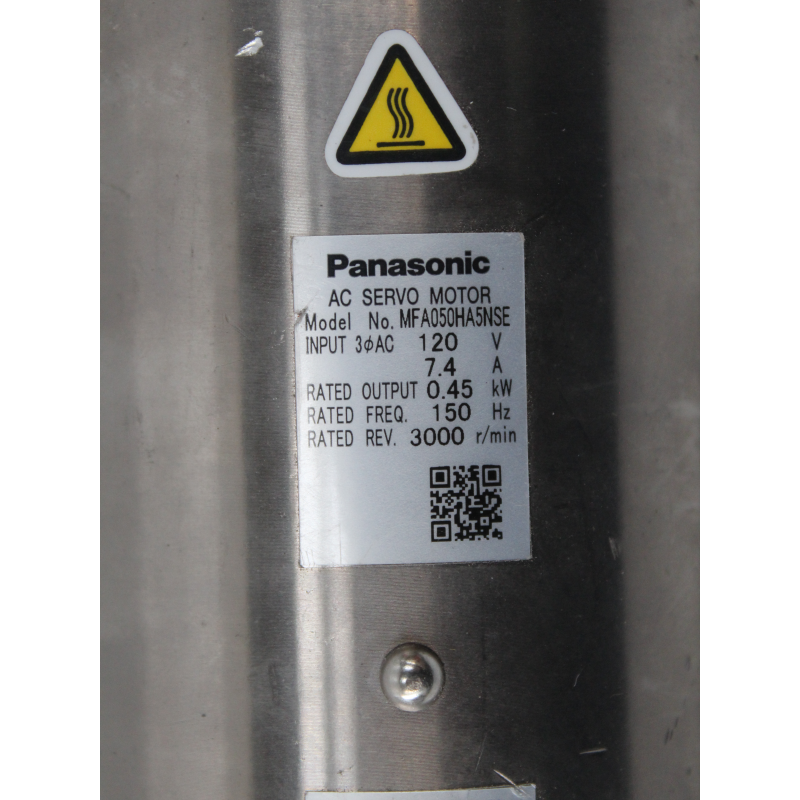 Panasonic
AC SERVO MOTOR
Model No. MFA050HA5NSE
INPUT 3φAC 120 V
7.4 A
RATED OUTPUT 0.45 kW
RATED FREQ. 150 Hz
RATED REV. 3000 r/min